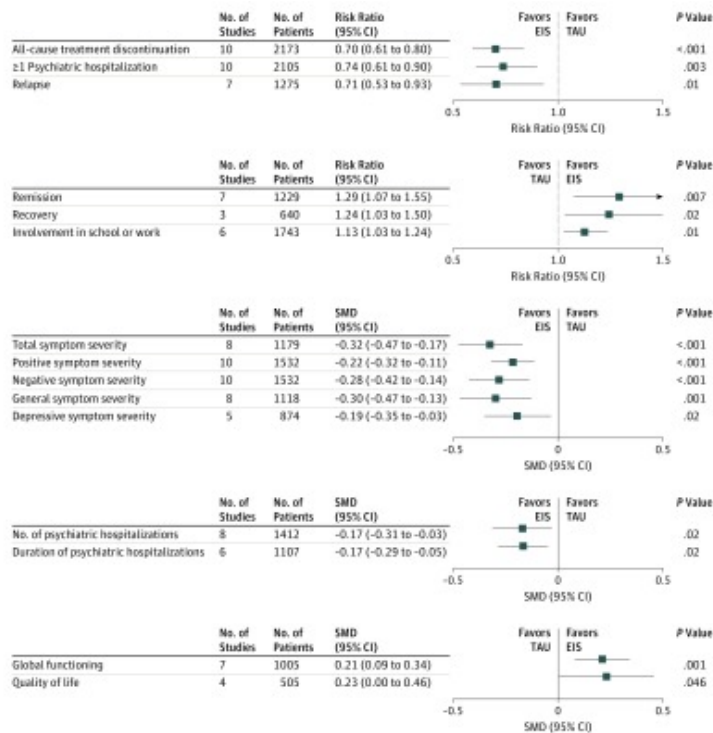 No. of No. of Risk Ratio Favors Favors P Value
Studies Patients (95% CI) EIS TAU
All-cause treatment discontinuation 10 2173 0.70 (0.61 to 0.80) <.001
≥1 Psychiatric hospitalization 10 2105 0.74 (0.61 to 0.90) .003
Relapse 7 1275 0.71 (0.53 to 0.93) .01
0.5 1.0 1.5
Risk Ratio (95% CI)
No. of No. of Risk Ratio Favors Favors P Value
Studies Patients (95% CI) TAU EIS
Remission 7 1229 1.29 (1.07 to 1.55) .007
Recovery 3 640 1.24 (1.03 to 1.50) .02
Involvement in school or work 6 1743 1.13 (1.03 to 1.24) .01
0.5 1.0 1.5
Risk Ratio (95% CI)
No. of No. of SMD Favors Favors P Value
Studies Patients (95% CI) EIS TAU
Total symptom severity 8 1179 -0.32 (-0.47 to -0.17) <.001
Positive symptom severity 10 1532 -0.22 (-0.32 to -0.11) <.001
Negative symptom severity 10 1532 -0.28 (-0.42 to -0.14) <.001
General symptom severity 8 1118 -0.30 (-0.47 to -0.13) .001
Depressive symptom severity 5 874 -0.19 (-0.35 to -0.03) .02
-0.5 0 0.5
SMD (95% CI)
No. of No. of SMD Favors Favors P Value
Studies Patients (95% CI) EIS TAU
No. of psychiatric hospitalizations 8 1412 -0.17 (-0.31 to -0.03) .02
Duration of psychiatric hospitalizations 6 1107 -0.17 (-0.29 to -0.05) .02
-0.5 0 0.5
SMD (95% CI)
No. of No. of SMD Favors Favors P Value
Studies Patients (95% CI) TAU EIS
Global functioning 7 1005 0.21 (0.09 to 0.34) .001
Quality of life 4 505 0.23 (0.00 to 0.46) .046
-0.5 0 0.5
SMD (95% CI)